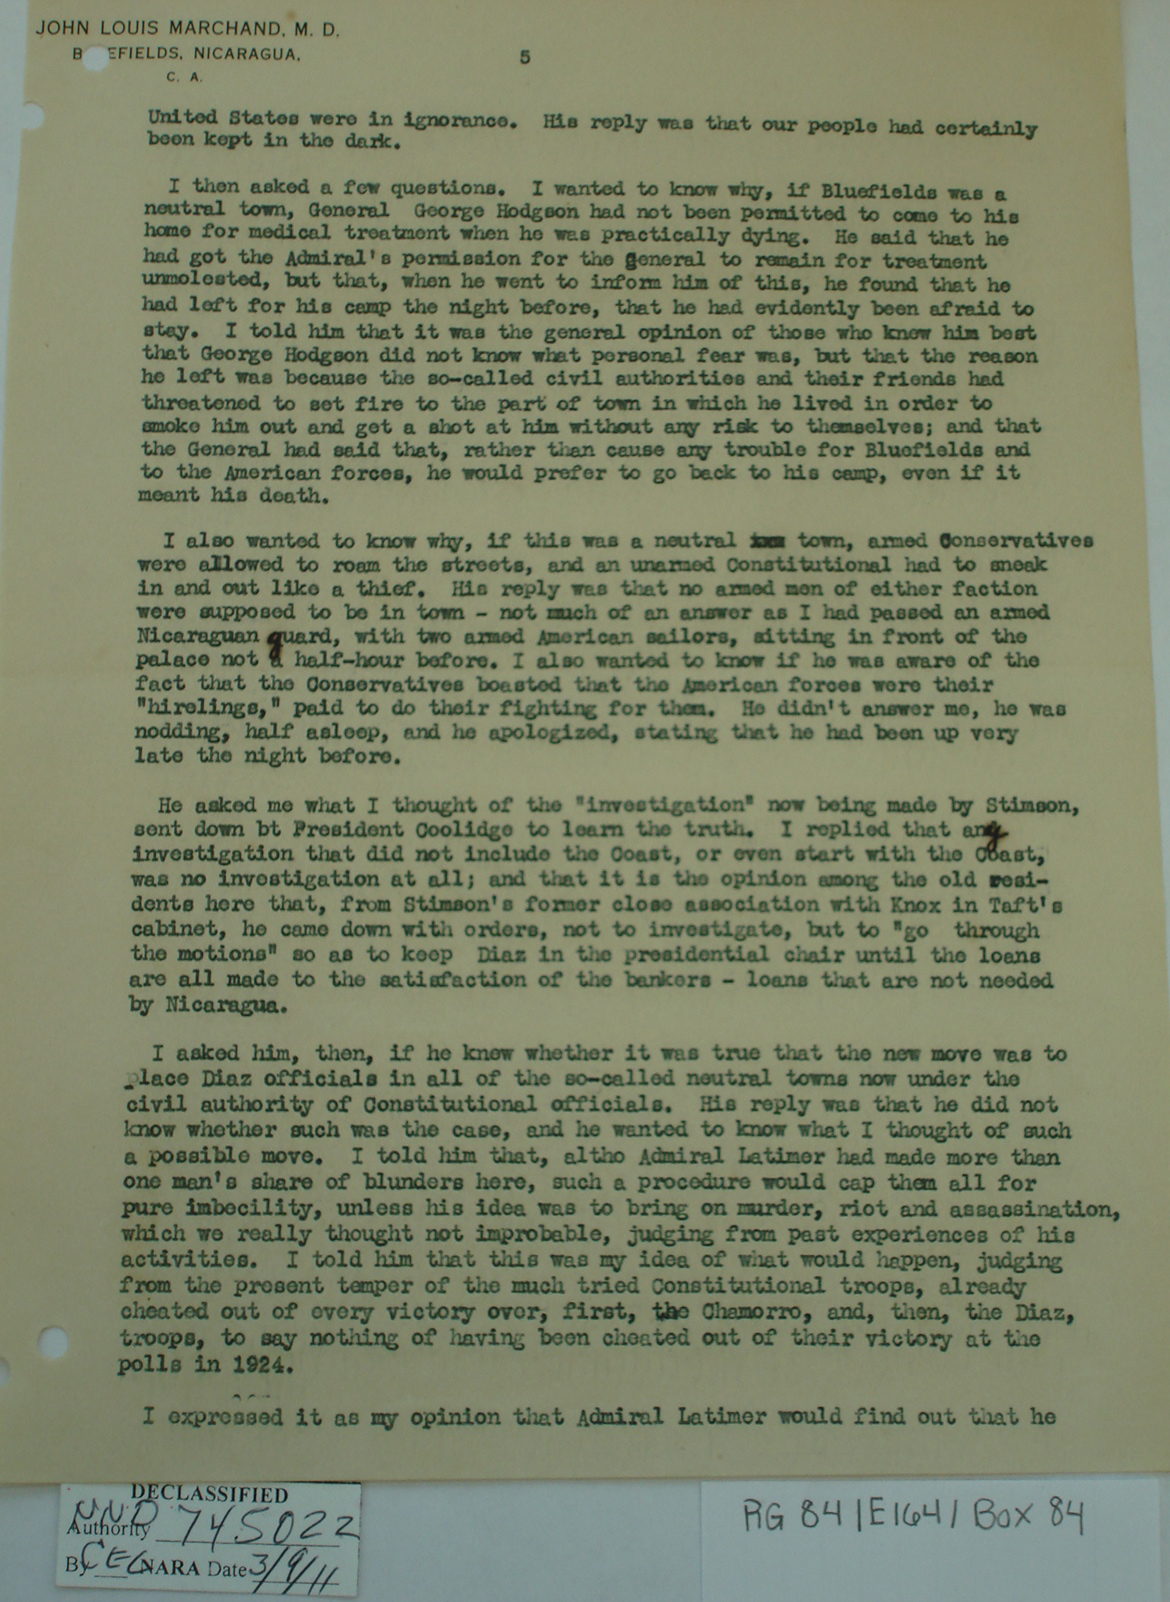 JOHN LOUIS MARCHAND, M. D.
B EFIELDS, NICARAGUA,
C. A.
5
United States were in ignorance. His reply was that our people had certainly
been kept in the dark.
I then asked a few questions. I wanted to know why, if Bluefields was a
neutral town, General George Hodgson had not been permitted to come to his
home for medical treatment when he was practically dying. He said that he
had got the Admiral's permission for the general to remain for treatment
unmolested, but that, when he went to inform him of this, he found that he
had left for his camp the night before, that he had evidently been afraid to
stay. I told him that it was the general opinion of those who knew him best
that George Hodgson did not know what personal fear was, but that the reason
he left was because the so-called civil authorities and their friends had
threatened to set fire to the part of town in which he lived in order to
smoke him out and get a shot at him without any risk to themselves; and that
the General had said that, rather than cause any trouble for Bluefields and
to the American forces, he would prefer to go back to his camp, even if it
meant his death.
I also wanted to know why, if this was a neutral town, armed Conservatives
were allowed to roam the streets, and an unarmed Constitutional had to sneak
in and out like a thief. His reply was that no armed men of either faction
were supposed to be in town - not much of an answer as I had passed an armed
Nicaraguan guard, with two armed American sailors, sitting in front of the
palace not a half-hour before. I also wanted to know if he was aware of the
fact that the Conservatives boasted that the American forces were their
"hirelings," paid to do their fighting for them. He didn't answer me, he was
nodding, half asleep, and he apologized, stating that he had been up very
late the night before.
He asked me what I thought of the "investigation" now being made by Stimson,
sent down bt President Coolidge to learn the truth. I replied that any
investigation that did not include the Coast, or even start with the Coast,
was no investigation at all; and that it is the opinion among the old resi-
dents here that, from Stimson's former close association with Knox in Taft's
cabinet, he came down with orders, not to investigate, but to "go through
the motions" so as to keep Diaz in the presidential chair until the loans
are all made to the satisfaction of the bankers - loans that are not needed
by Nicaragua.
I asked him, then, if he knew whether it was true that the new move was to
place Diaz officials in all of the so-called neutral towns now under the
civil authority of Constitutional officials. His reply was that he did not
know whether such was the case, and he wanted to know what I thought of such
a possible move. I told him that, altho Admiral Latimer had made more than
one man's share of blunders here, such a procedure would cap them all for
pure imbecility, unless his idea was to bring on murder, riot and assassination,
which we really thought not improbable, judging from past experiences of his
activities. I told him that this was my idea of what would happen, judging
from the present temper of the much tried Constitutional troops, already
cheated out of every victory over, first, the Chamorro, and, then, the Diaz,
troops, to say nothing of having been cheated out of their victory at the
polls in 1924.
I expressed it as my opinion that Admiral Latimer would find out that he
DECLASSIFIED
Authority NND 745022
By CEG NARA Date 3/9/11
RG 84/E164/Box 84